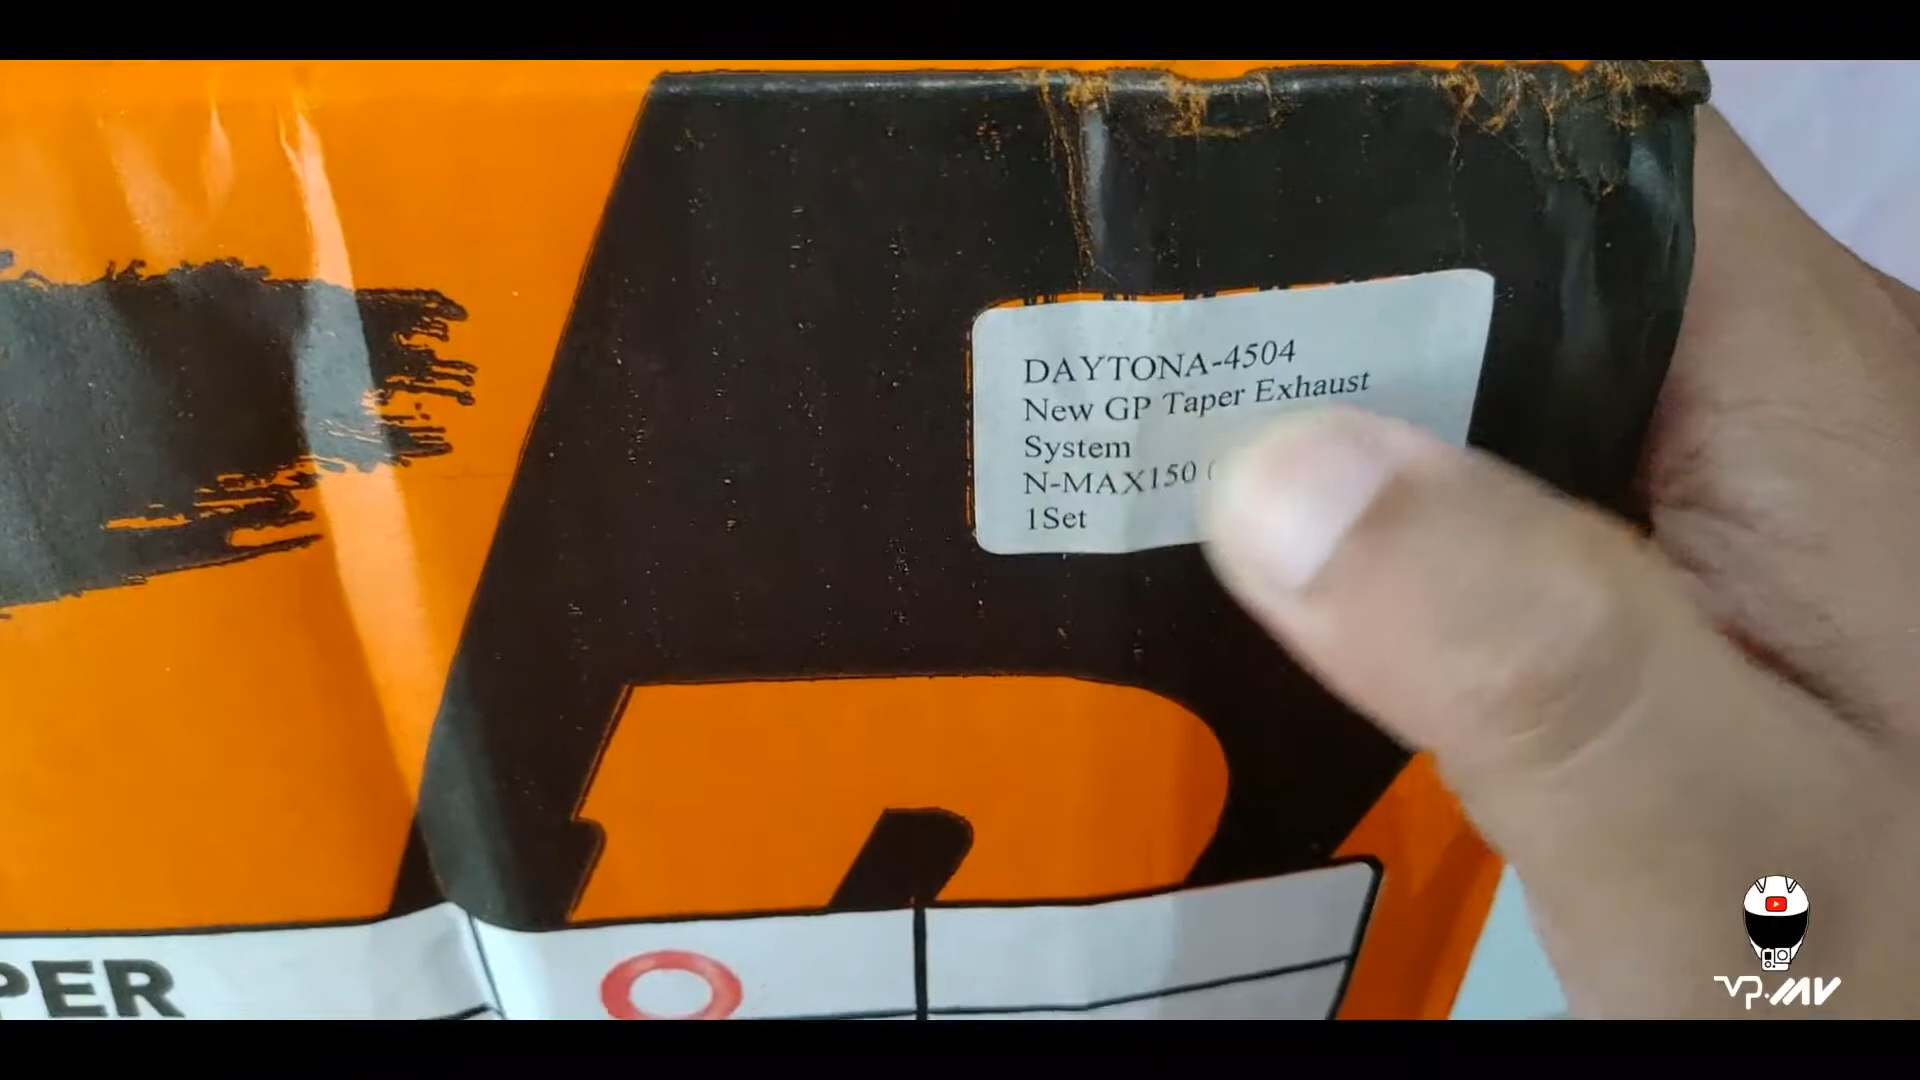 DAYTONA-4504
New GP Taper Exhaust
System
N-MAX150 (
1Set
PER
VP.MV